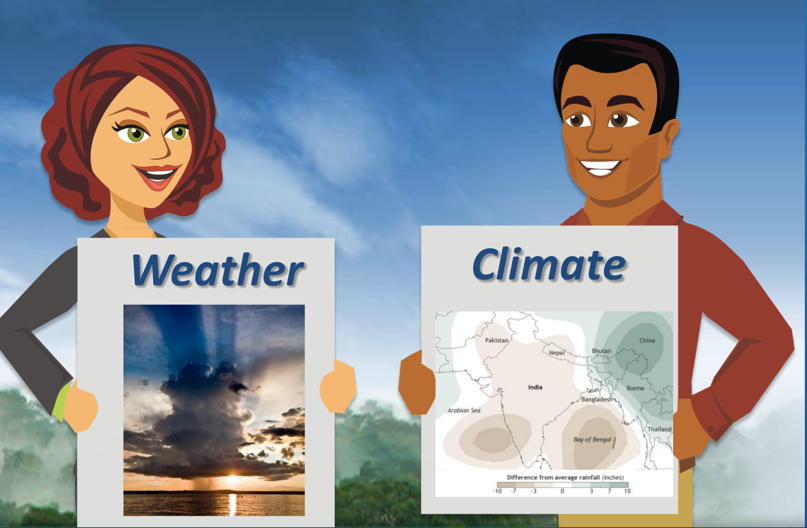 Weather
Climate
Pakistan
China
Nepal
Bhutan
India
Burma
Bangladesh
Arabian Sea
Thailand
Bay of Bengal
Difference from average rainfall (inches)
-10 -7 -3 0 3 7 10